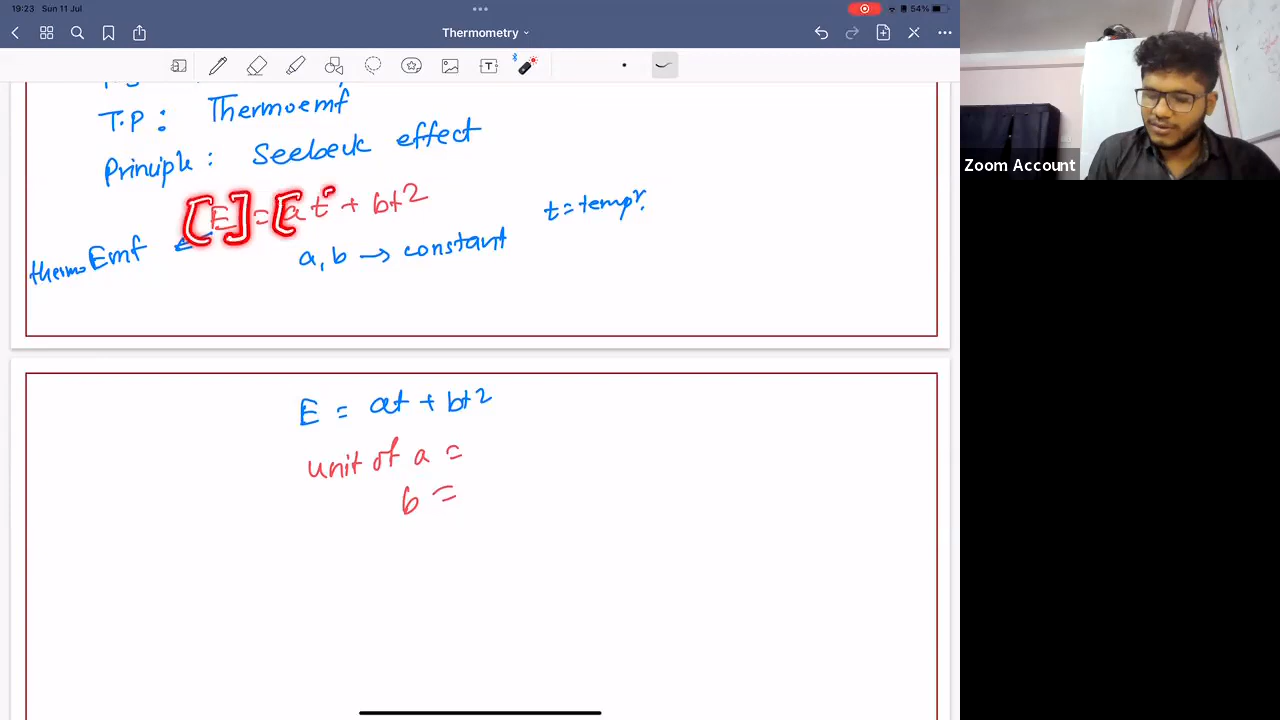 19:23 Sun 11 Jul
54%
Thermometry
T.P: Thermoemf
Principle: Seebeck effect
[E] = [at + bt2
t = tempr.
thermo Emf
a, b → constant
E = at + bt2
unit of a =
b =
Zoom Account